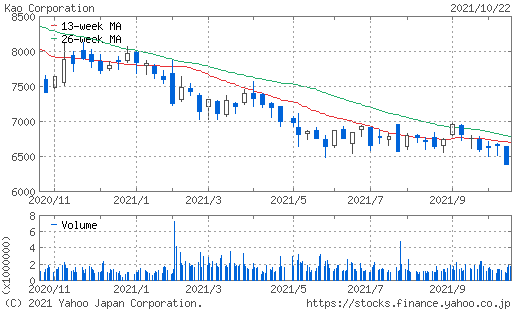 Kao Corporation 2021/10/22
8500
13-week MA
26-week MA
8000
7500
7000
6500
6000
2020/11 2021/1 2021/3 2021/5 2021/7 2021/9
8
Volume
6
4
2
0
(x1000000)
2020/11 2021/1 2021/3 2021/5 2021/7 2021/9
(C) 2021 Yahoo Japan Corporation. https://stocks.finance.yahoo.co.jp